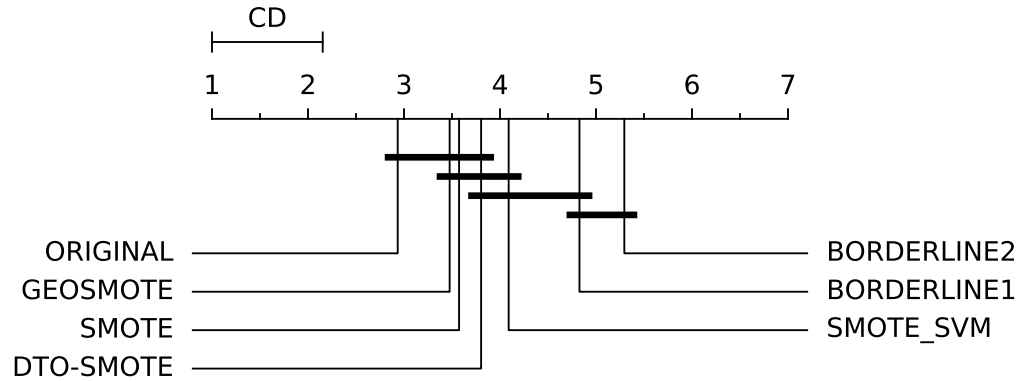 CD
1 2 3 4 5 6 7
ORIGINAL BORDERLINE2
GEOSMOTE BORDERLINE1
SMOTE SMOTE_SVM
DTO-SMOTE